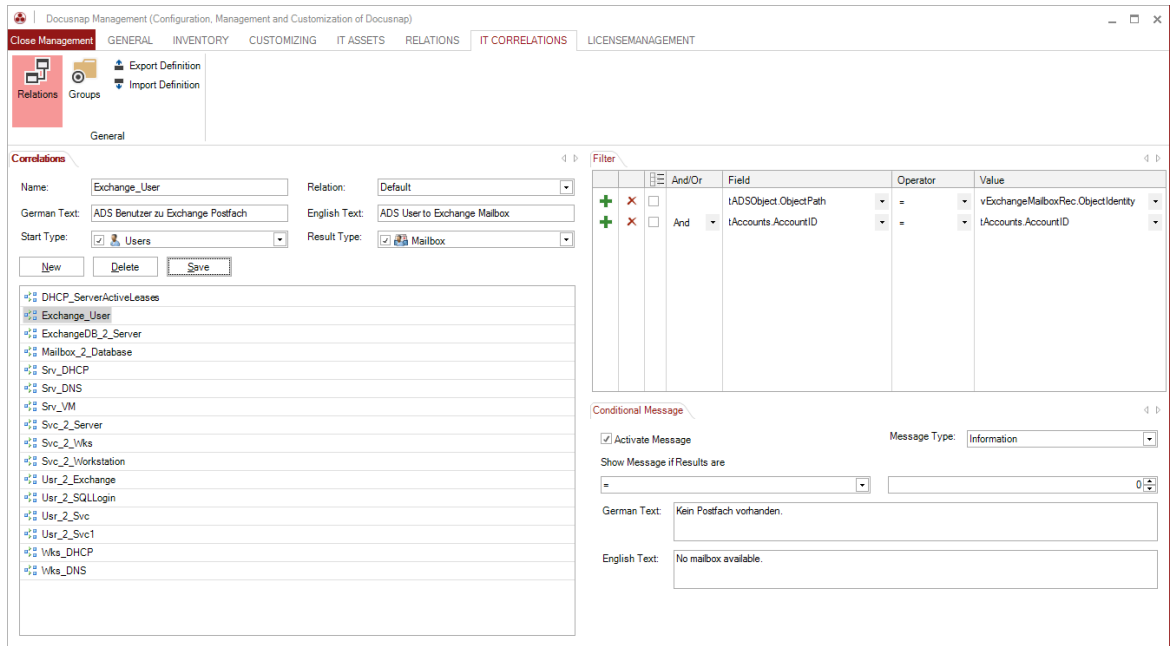 Docusnap Management (Configuration, Management and Customization of Docusnap)
Close Management GENERAL INVENTORY CUSTOMIZING IT ASSETS RELATIONS IT CORRELATIONS LICENSEMANAGEMENT
Relations Groups Export Definition
Import Definition
General
Correlations
Name: Exchange_User Relation: Default
German Text: ADS Benutzer zu Exchange Postfach English Text: ADS User to Exchange Mailbox
Start Type: Users Result Type: Mailbox
New Delete Save
DHCP_ServerActiveLeases
Exchange_User
ExchangeDB_2_Server
Mailbox_2_Database
Srv_DHCP
Srv_DNS
Srv_VM
Svc_2_Server
Svc_2_Wks
Svc_2_Workstation
Usr_2_Exchange
Usr_2_SQLLogin
Usr_2_Svc
Usr_2_Svc1
Wks_DHCP
Wks_DNS
Filter
And/Or Field Operator Value
tADSObject.ObjectPath = vExchangeMailboxRec.ObjectIdentity
And tAccounts.AccountID = tAccounts.AccountID
Conditional Message
Activate Message Message Type: Information
Show Message if Results are
= 0
German Text: Kein Postfach vorhanden.
English Text: No mailbox available.